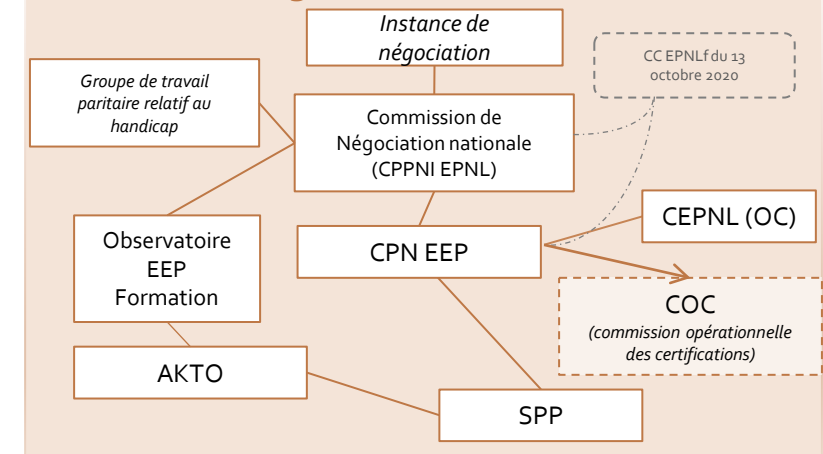 Instance de
négociation
CC EPNLf du 13
octobre 2020
Groupe de travail
paritaire relatif au
handicap
Commission de
Négociation nationale
(CPPNI EPNL)
CEPNL (OC)
Observatoire
EEP
Formation
CPN EEP
COC
(commission opérationnelle
des certifications)
AKTO
SPP